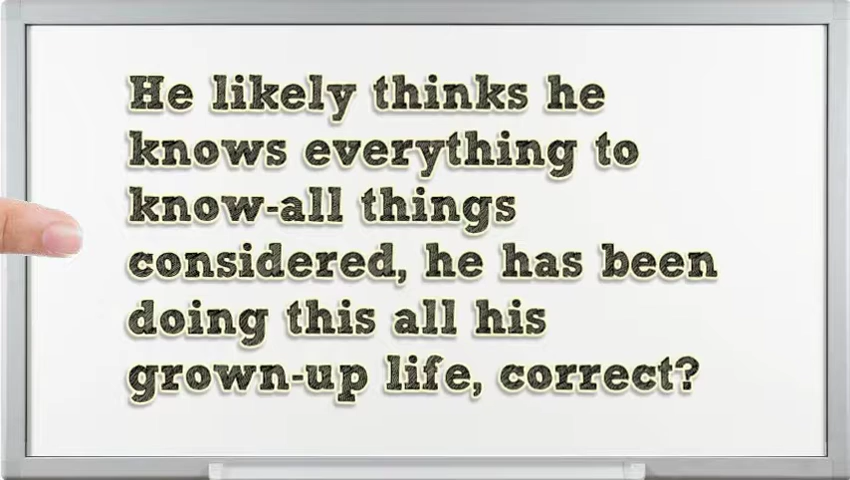 He likely thinks he
knows everything to
know-all things
considered, he has been
doing this all his
grown-up life, correct?